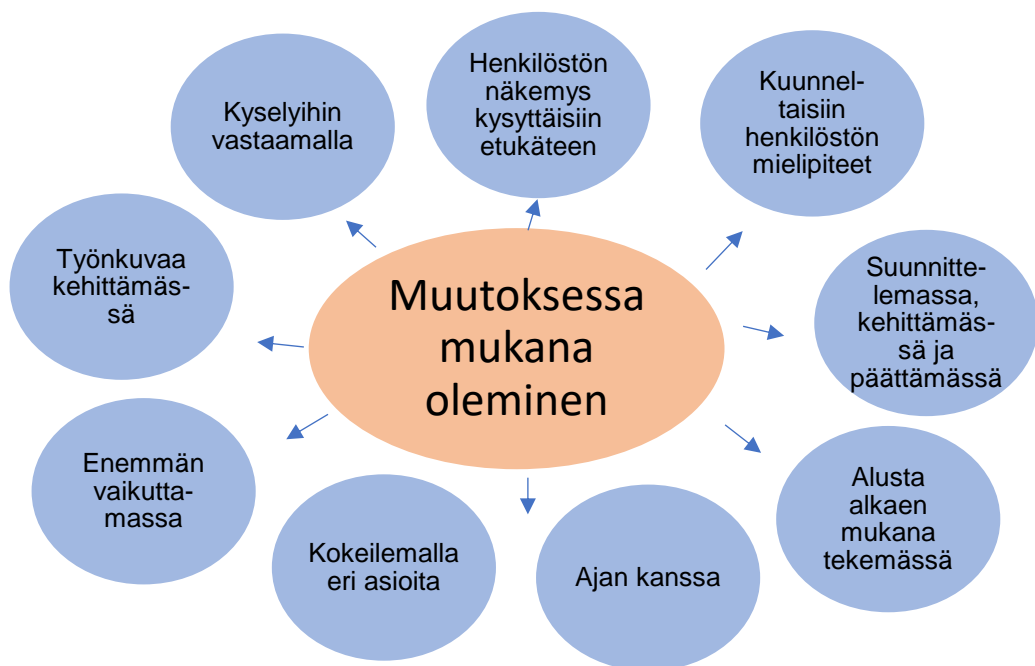 Henkilöstön
näkemys
kysyttäisiin
etukäteen
Kuunnel-
taisiin
henkilöstön
mielipiteet
Suunnitte-
lemassa,
kehittämäs-
sä ja
päättämässä
Alusta
alkaen
mukana
tekemässä
Ajan kanssa
Kokeilemalla
eri asioita
Enemmän
vaikutta-
massa
Työnkuvaa
kehittämäs-
sä
Kyselyihin
vastaamalla
Muutoksessa
mukana
oleminen